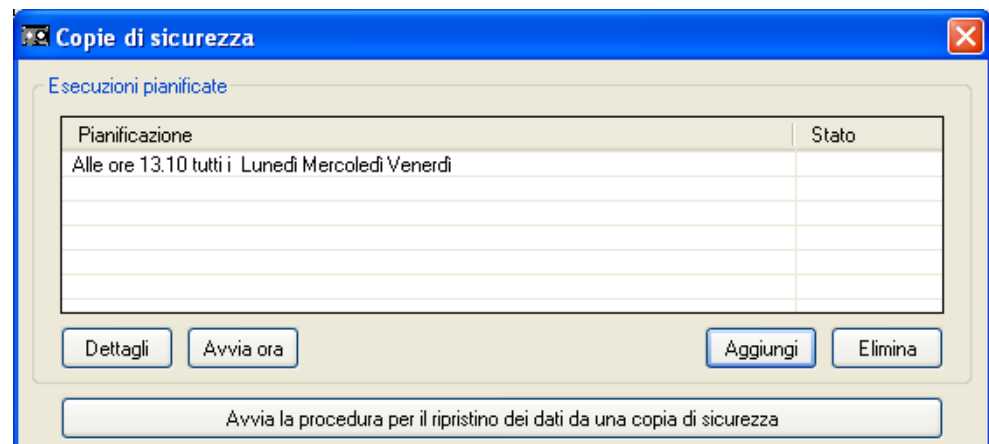 Copie di sicurezza
Esecuzioni pianificate
Pianificazione Stato
Alle ore 13.10 tutti i Lunedì Mercoledì Venerdì
Dettagli Avvia ora Aggiungi Elimina
Avvia la procedura per il ripristino dei dati da una copia di sicurezza